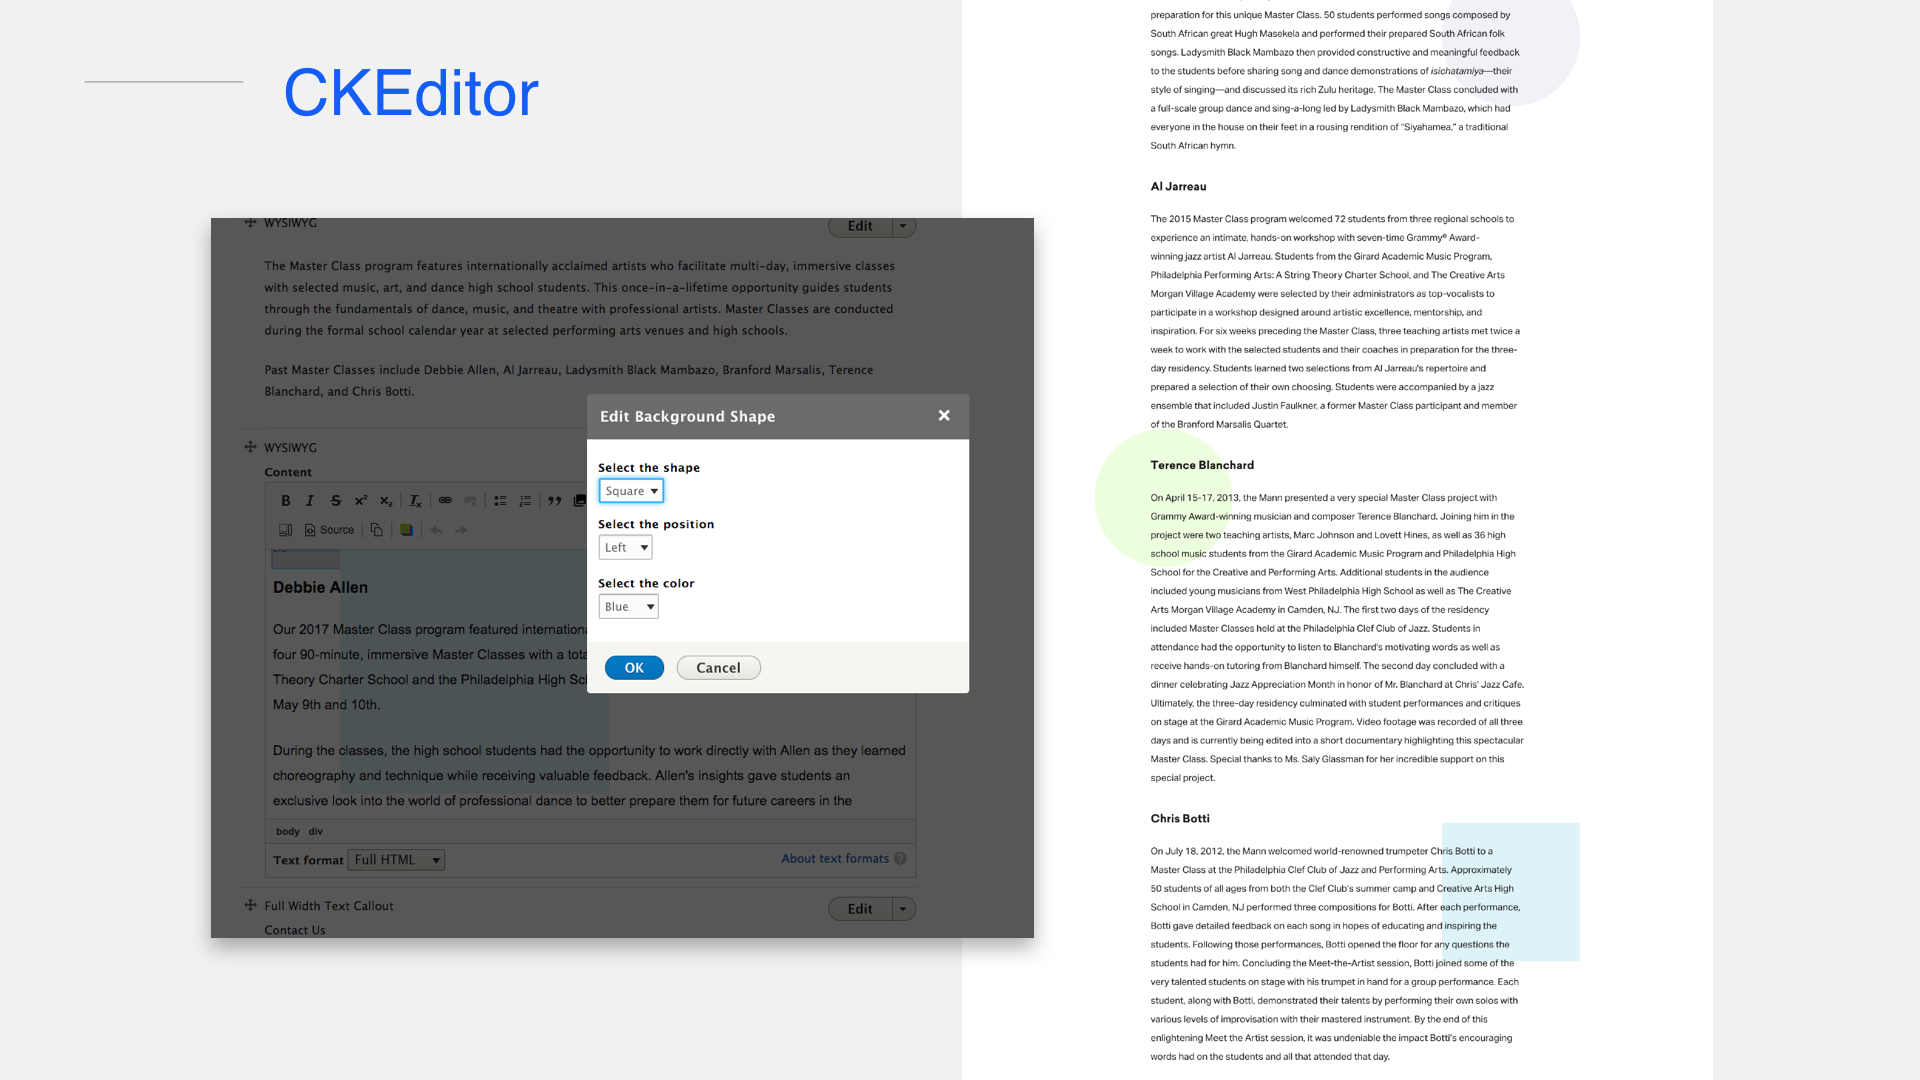 CKEditor
WYSIWYG
Edit
The Master Class program features internationally acclaimed artists who facilitate multi-day, immersive classes
with selected music, art, and dance high school students. This once-in-a-lifetime opportunity guides students
through the fundamentals of dance, music, and theatre with professional artists. Master Classes are conducted
during the formal school calendar year at selected performing arts venues and high schools.
Past Master Classes include Debbie Allen, Al Jarreau, Ladysmith Black Mambazo, Branford Marsalis, Terence
Blanchard, and Chris Botti.
WYSIWYG
Content
Source
Debbie Allen
Our 2017 Master Class program featured internationa
four 90-minute, immersive Master Classes with a tota
Theory Charter School and the Philadelphia High Sc
May 9th and 10th.
During the classes, the high school students had the opportunity to work directly with Allen as they learned
choreography and technique while receiving valuable feedback. Allen's insights gave students an
exclusive look into the world of professional dance to better prepare them for future careers in the
body div
Text format Full HTML
About text formats ?
Full Width Text Callout
Edit
Contact Us
Edit Background Shape
Select the shape
Square
Select the position
Left
Select the color
Blue
OK Cancel
preparation for this unique Master Class. 50 students performed songs composed by
South African great Hugh Masekela and performed their prepared South African folk
songs. Ladysmith Black Mambazo then provided constructive and meaningful feedback
to the students before sharing song and dance demonstrations of isichatamiya—their
style of singing—and discussed its rich Zulu heritage. The Master Class concluded with
a full-scale group dance and sing-a-long led by Ladysmith Black Mambazo, which had
everyone in the house on their feet in a rousing rendition of “Siyahamea,” a traditional
South African hymn.
Al Jarreau
The 2015 Master Class program welcomed 72 students from three regional schools to
experience an intimate, hands-on workshop with seven-time Grammy® Award-
winning jazz artist Al Jarreau. Students from the Girard Academic Music Program,
Philadelphia Performing Arts: A String Theory Charter School, and The Creative Arts
Morgan Village Academy were selected by their administrators as top-vocalists to
participate in a workshop designed around artistic excellence, mentorship, and
inspiration. For six weeks preceding the Master Class, three teaching artists met twice a
week to work with the selected students and their coaches in preparation for the three-
day residency. Students learned two selections from Al Jarreau's repertoire and
prepared a selection of their own choosing. Students were accompanied by a jazz
ensemble that included Justin Faulkner, a former Master Class participant and member
of the Branford Marsalis Quartet.
Terence Blanchard
On April 15-17, 2013, the Mann presented a very special Master Class project with
Grammy Award-winning musician and composer Terence Blanchard. Joining him in the
project were two teaching artists, Marc Johnson and Lovett Hines, as well as 36 high
school music students from the Girard Academic Music Program and Philadelphia High
School for the Creative and Performing Arts. Additional students in the audience
included young musicians from West Philadelphia High School as well as The Creative
Arts Morgan Village Academy in Camden, NJ. The first two days of the residency
included Master Classes held at the Philadelphia Clef Club of Jazz. Students in
attendance had the opportunity to listen to Blanchard's motivating words as well as
receive hands-on tutoring from Blanchard himself. The second day concluded with a
dinner celebrating Jazz Appreciation Month in honor of Mr. Blanchard at Chris' Jazz Cafe.
Ultimately, the three-day residency culminated with student performances and critiques
on stage at the Girard Academic Music Program. Video footage was recorded of all three
days and is currently being edited into a short documentary highlighting this spectacular
Master Class. Special thanks to Ms. Saly Glassman for her incredible support on this
special project.
Chris Botti
On July 18, 2012, the Mann welcomed world-renowned trumpeter Chris Botti to a
Master Class at the Philadelphia Clef Club of Jazz and Performing Arts. Approximately
50 students of all ages from both the Clef Club's summer camp and Creative Arts High
School in Camden, NJ performed three compositions for Botti. After each performance,
Botti gave detailed feedback on each song in hopes of educating and inspiring the
students. Following those performances, Botti opened the floor for any questions the
students had for him. Concluding the Meet-the-Artist session, Botti joined some of the
very talented students on stage with his trumpet in hand for a group performance. Each
student, along with Botti, demonstrated their talents by performing their own solos with
various levels of improvisation with their mastered instrument. By the end of this
enlightening Meet the Artist session, it was undeniable the impact Botti's encouraging
words had on the students and all that attended that day.